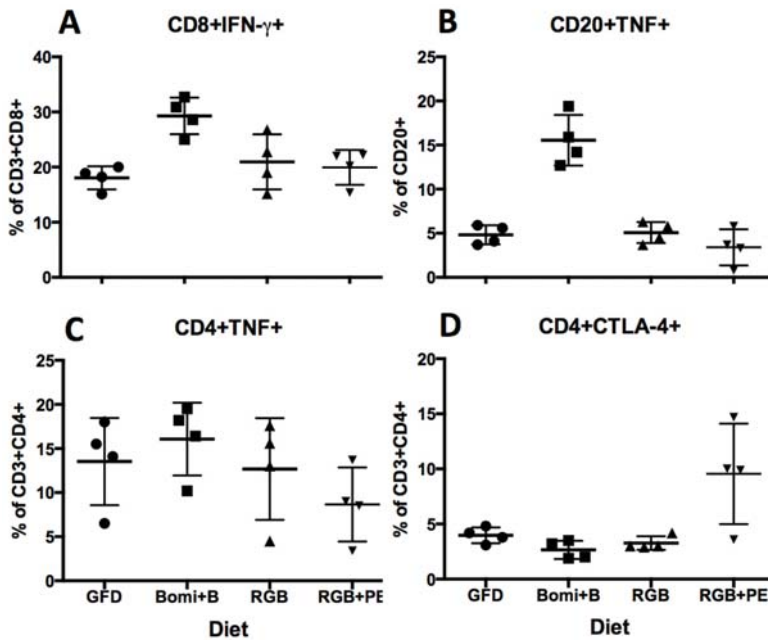 A CD8+IFN-γ+
% of CD3+CD8+
40
30
20
10
0
B CD20+TNF+
% of CD20+
25
20
15
10
5
0
C CD4+TNF+
% of CD3+CD4+
25
20
15
10
5
0
GFD Bomi+B RGB RGB+PE
Diet
D CD4+CTLA-4+
% of CD3+CD4+
20
15
10
5
0
GFD Bomi+B RGB RGB+PE
Diet